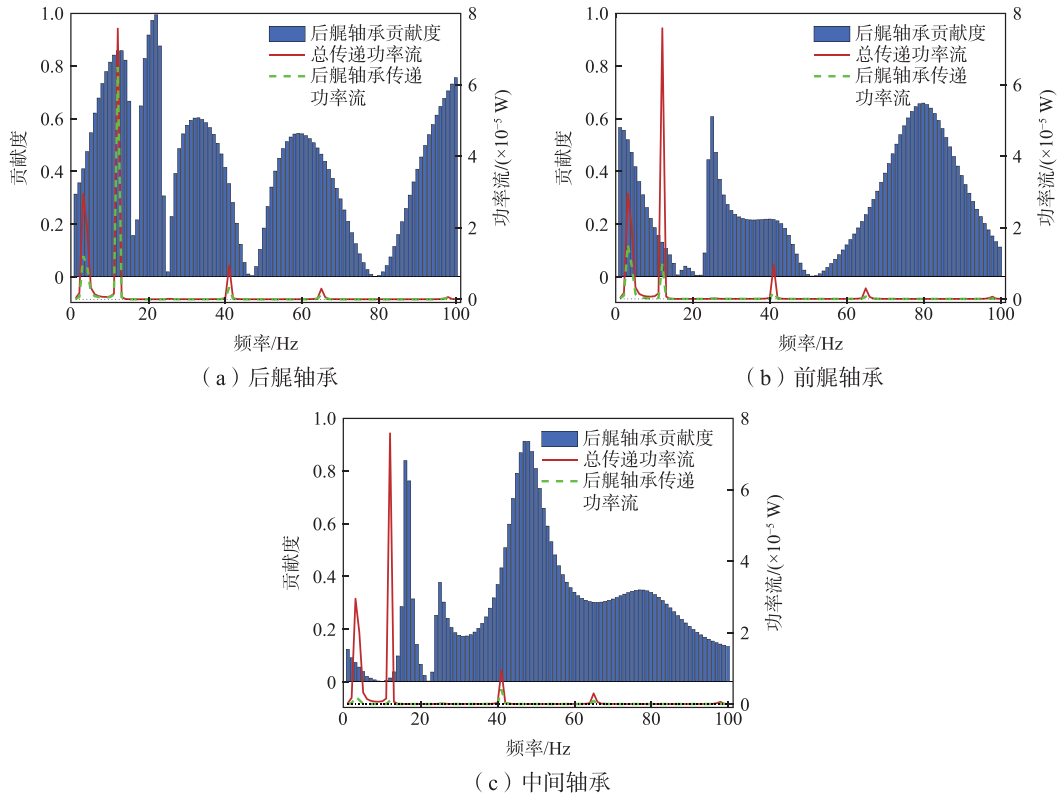 1.0
0.8
0.6
0.4
0.2
0
贡献度
后艉轴承贡献度
总传递功率流
后艉轴承传递
功率流
8
6
4
2
0
功率流/(×10⁻⁵ W)
0 20 40 60 80 100
频率/Hz
（a）后艉轴承
1.0
0.8
0.6
0.4
0.2
0
贡献度
后艉轴承贡献度
总传递功率流
后艉轴承传递
功率流
8
6
4
2
0
功率流/(×10⁻⁵ W)
0 20 40 60 80 100
频率/Hz
（b）前艉轴承
1.0
0.8
0.6
0.4
0.2
0
贡献度
后艉轴承贡献度
总传递功率流
后艉轴承传递
功率流
8
6
4
2
0
功率流/(×10⁻⁵ W)
0 20 40 60 80 100
频率/Hz
（c）中间轴承